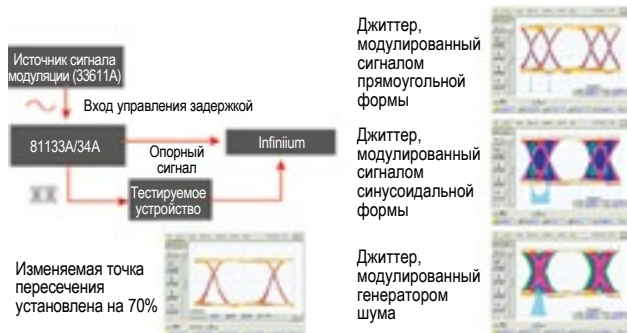 Источник сигнала
модуляции (33611A)
Вход управления задержкой
81133A/34A
Опорный
сигнал
Infiniium
Тестируемое
устройство
Изменяемая точка
пересечения
установлена на 70%
Джиттер,
модулированный
сигналом
прямоугольной
формы
Джиттер,
модулированный
сигналом
синусоидальной
формы
Джиттер,
модулированный
генератором
шума